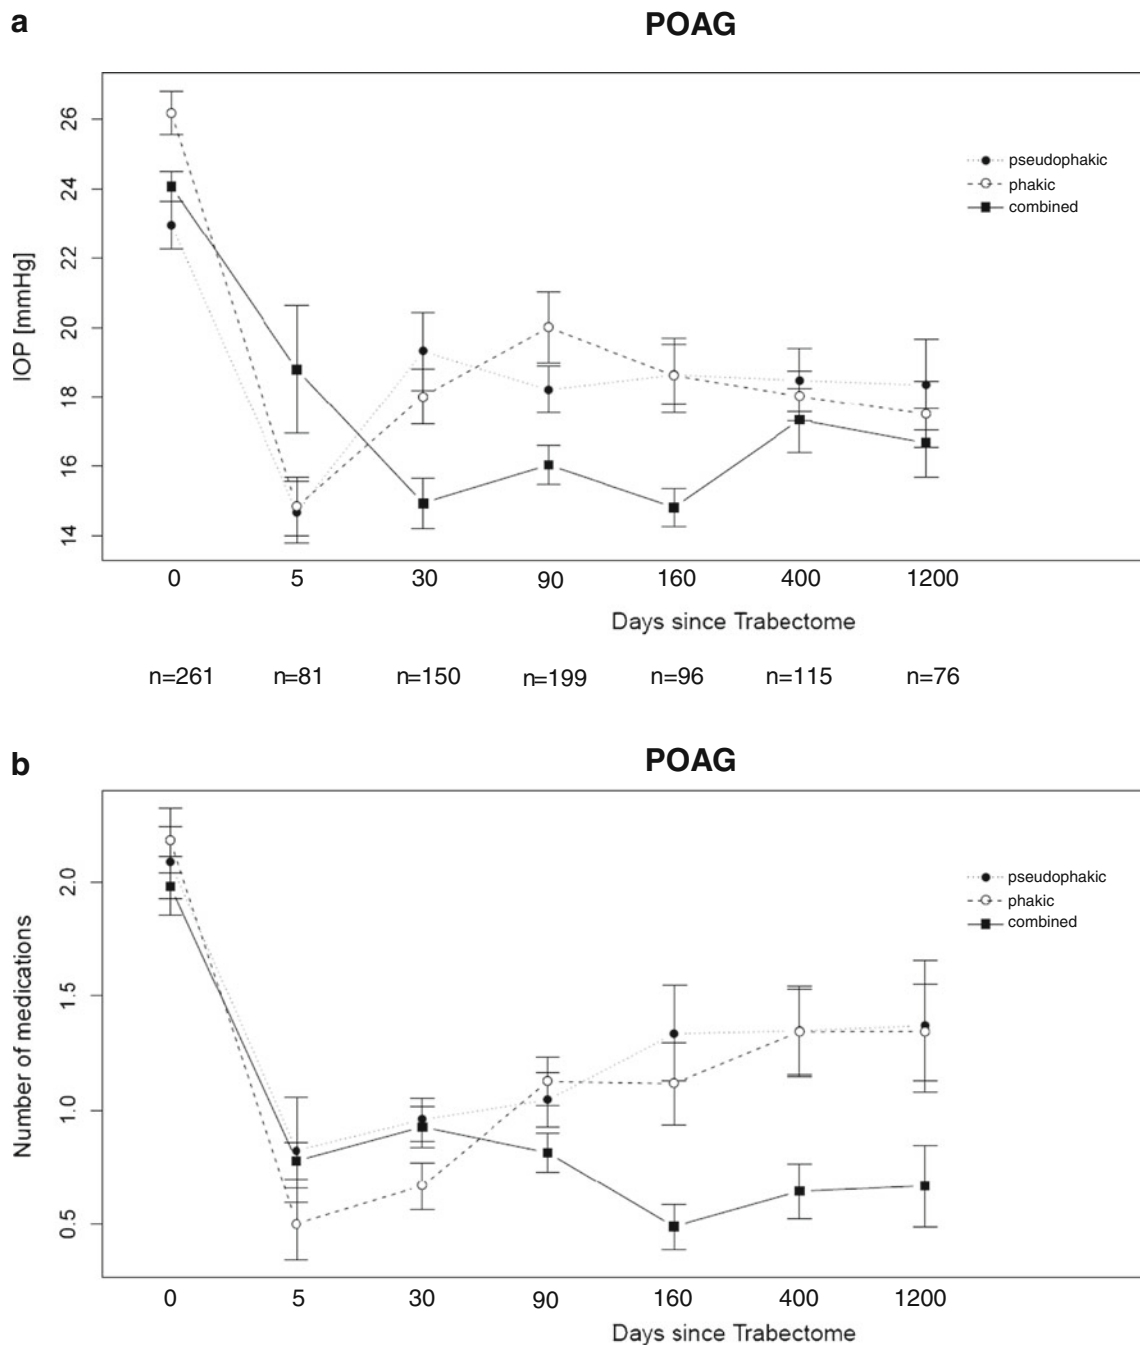 a
POAG
26
24
22
20
18
16
14
IOP [mmHg]
pseudophakic
phakic
combined
0 5 30 90 160 400 1200
Days since Trabectome
n=261 n=81 n=150 n=199 n=96 n=115 n=76
b
POAG
2.0
1.5
1.0
0.5
Number of medications
pseudophakic
phakic
combined
0 5 30 90 160 400 1200
Days since Trabectome